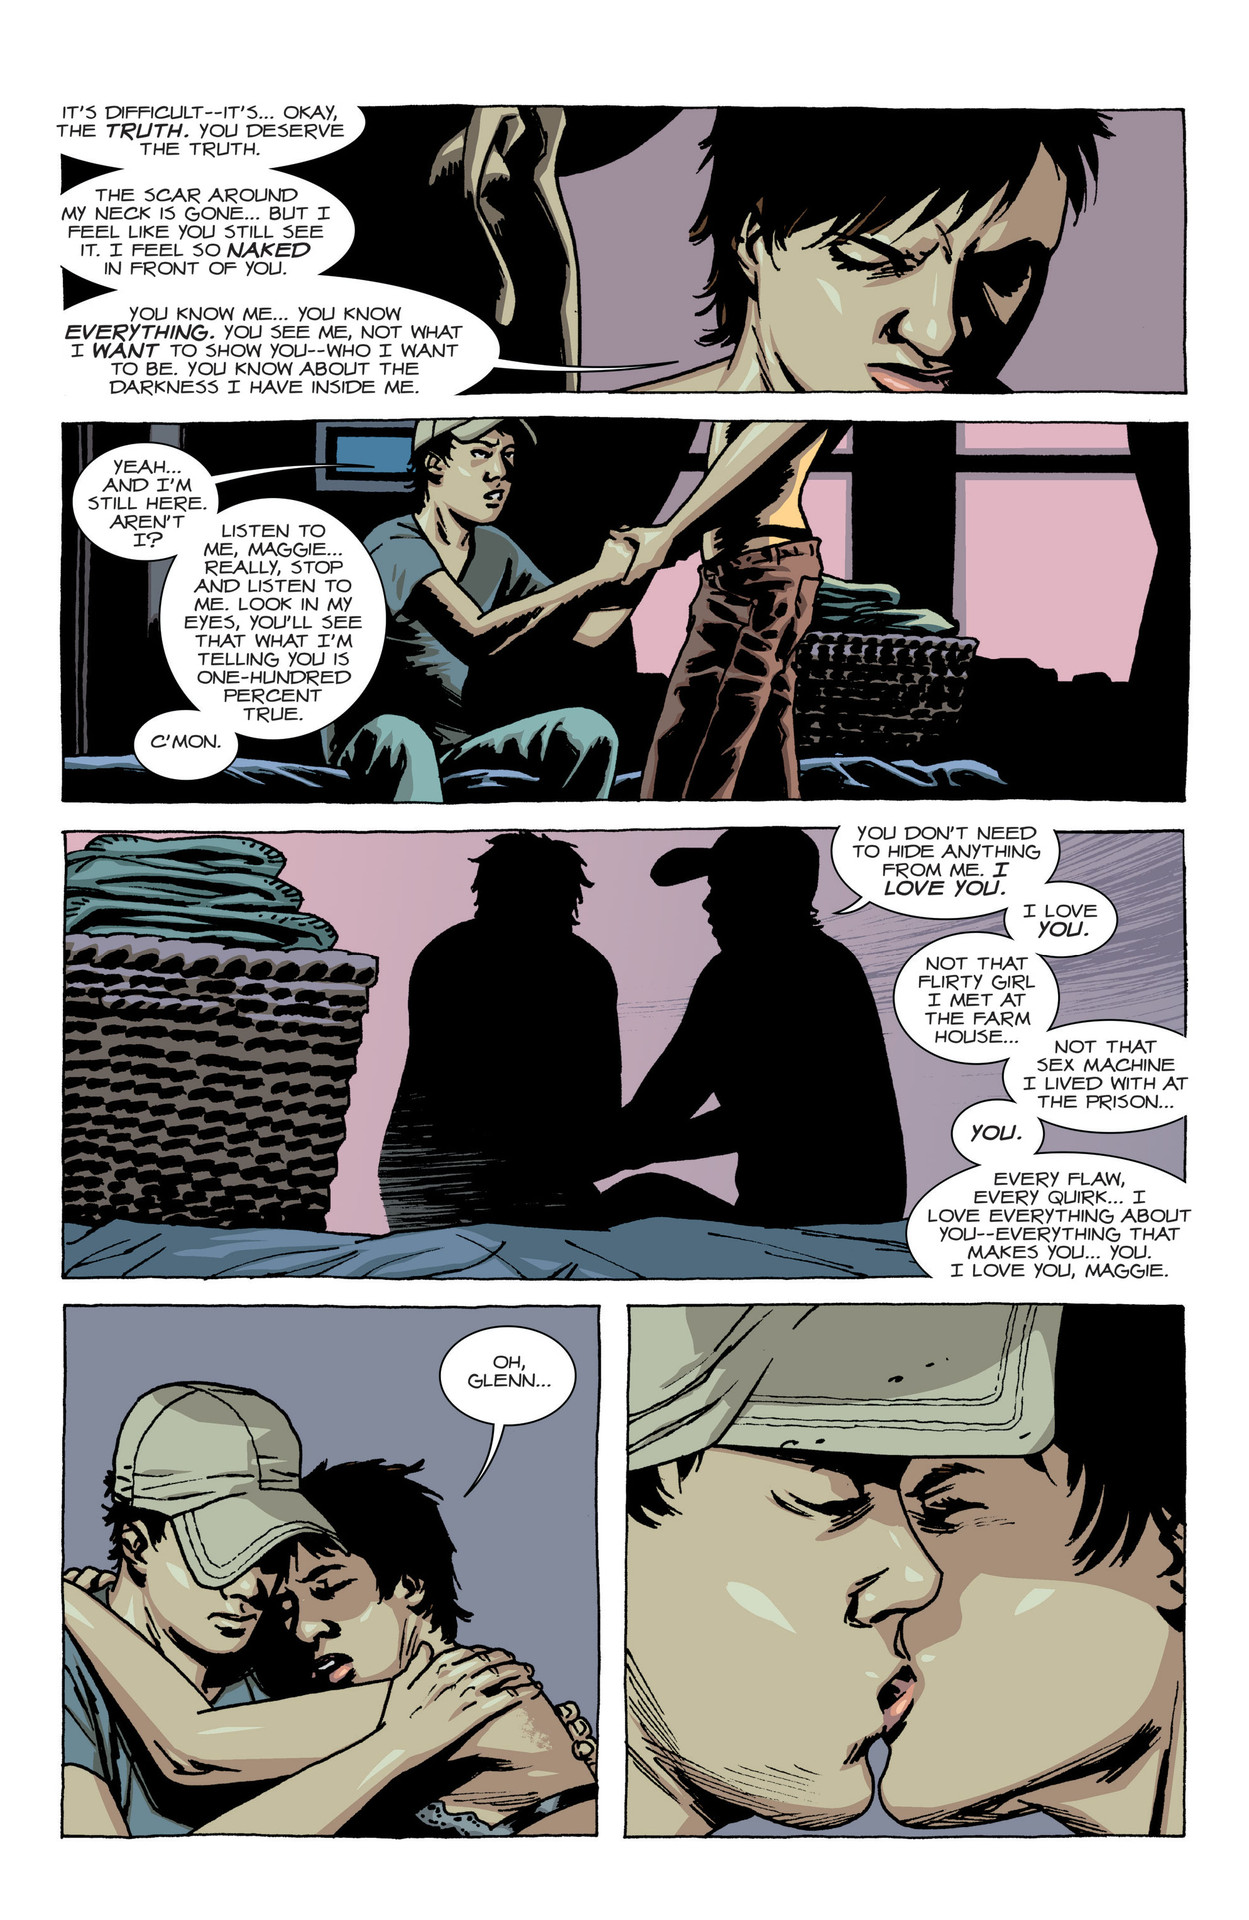 IT'S DIFFICULT--IT'S... OKAY,
THE TRUTH. YOU DESERVE
THE TRUTH.
THE SCAR AROUND
MY NECK IS GONE... BUT I
FEEL LIKE YOU STILL SEE
IT. I FEEL SO NAKED
IN FRONT OF YOU.
YOU KNOW ME... YOU KNOW
EVERYTHING. YOU SEE ME, NOT WHAT
I WANT TO SHOW YOU--WHO I WANT
TO BE. YOU KNOW ABOUT THE
DARKNESS I HAVE INSIDE ME.
YEAH...
AND I'M
STILL HERE.
AREN'T
I?
LISTEN TO
ME, MAGGIE...
REALLY, STOP
AND LISTEN TO
ME. LOOK IN MY
EYES, YOU'LL SEE
THAT WHAT I'M
TELLING YOU IS
ONE-HUNDRED
PERCENT
TRUE.
C'MON.
YOU DON'T NEED
TO HIDE ANYTHING
FROM ME. I
LOVE YOU.
I LOVE
YOU.
NOT THAT
FLIRTY GIRL
I MET AT
THE FARM
HOUSE...
NOT THAT
SEX MACHINE
I LIVED WITH AT
THE PRISON...
YOU.
EVERY FLAW,
EVERY QUIRK... I
LOVE EVERYTHING ABOUT
YOU--EVERYTHING THAT
MAKES YOU... YOU.
I LOVE YOU, MAGGIE.
OH,
GLENN...